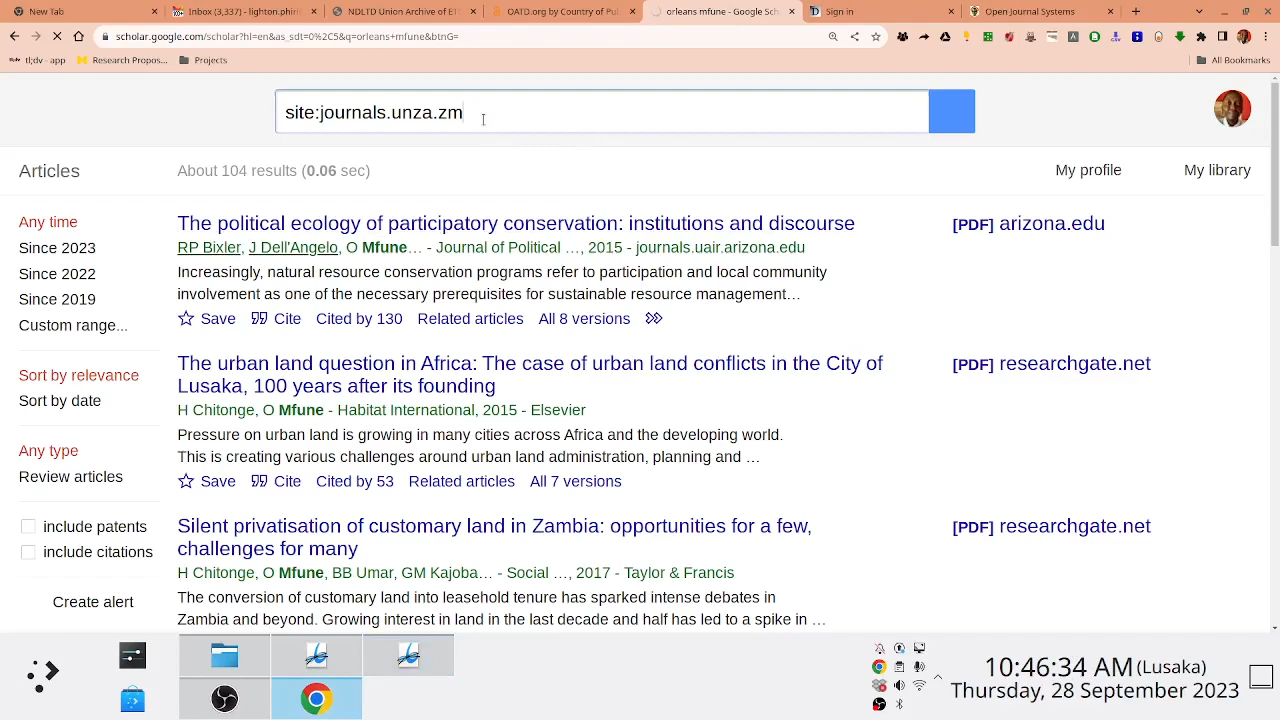 New Tab
Inbox (3,337) - lighton.phiri
NDLTD Union Archive of ET
OATD.org by Country of Pub
orleans mfune - Google Sch
Sign in
Open Journal Systems
scholar.google.com/scholar?hl=en&as_sdt=0%2C5&q=orleans+mfune&btnG=
tl;dv - app
Research Propos...
Projects
All Bookmarks
site:journals.unza.zm
Articles
About 104 results (0.06 sec)
My profile
My library
Any time
Since 2023
Since 2022
Since 2019
Custom range...
Sort by relevance
Sort by date
Any type
Review articles
include patents
include citations
Create alert
The political ecology of participatory conservation: institutions and discourse
[PDF] arizona.edu
RP Bixler, J Dell'Angelo, O Mfune… - Journal of Political …, 2015 - journals.uair.arizona.edu
Increasingly, natural resource conservation programs refer to participation and local community
involvement as one of the necessary prerequisites for sustainable resource management…
Save Cite Cited by 130 Related articles All 8 versions
The urban land question in Africa: The case of urban land conflicts in the City of
Lusaka, 100 years after its founding
[PDF] researchgate.net
H Chitonge, O Mfune - Habitat International, 2015 - Elsevier
Pressure on urban land is growing in many cities across Africa and the developing world.
This is creating various challenges around urban land administration, planning and …
Save Cite Cited by 53 Related articles All 7 versions
Silent privatisation of customary land in Zambia: opportunities for a few,
challenges for many
[PDF] researchgate.net
H Chitonge, O Mfune, BB Umar, GM Kajoba… - Social …, 2017 - Taylor & Francis
The conversion of customary land into leasehold tenure has sparked intense debates in
Zambia and beyond. Growing interest in land in the last decade and half has led to a spike in …
10:46:34 AM (Lusaka)
Thursday, 28 September 2023